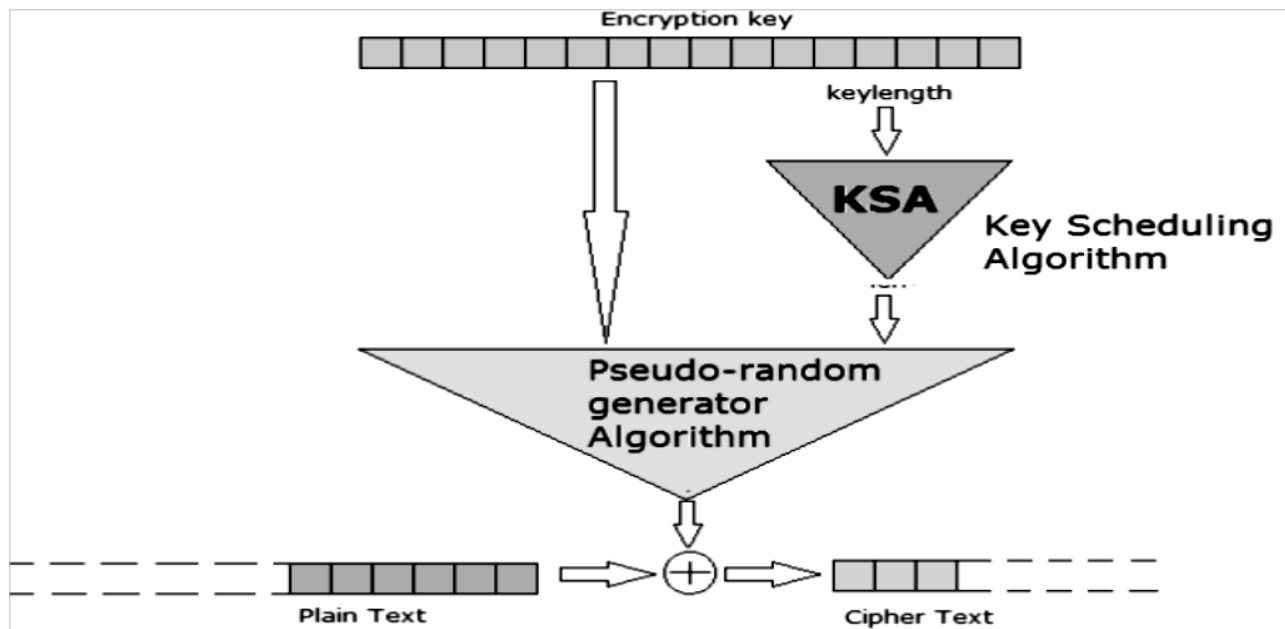 Encryption key
keylength
KSA
Key Scheduling
Algorithm
Pseudo-random
generator
Algorithm
Plain Text
Cipher Text